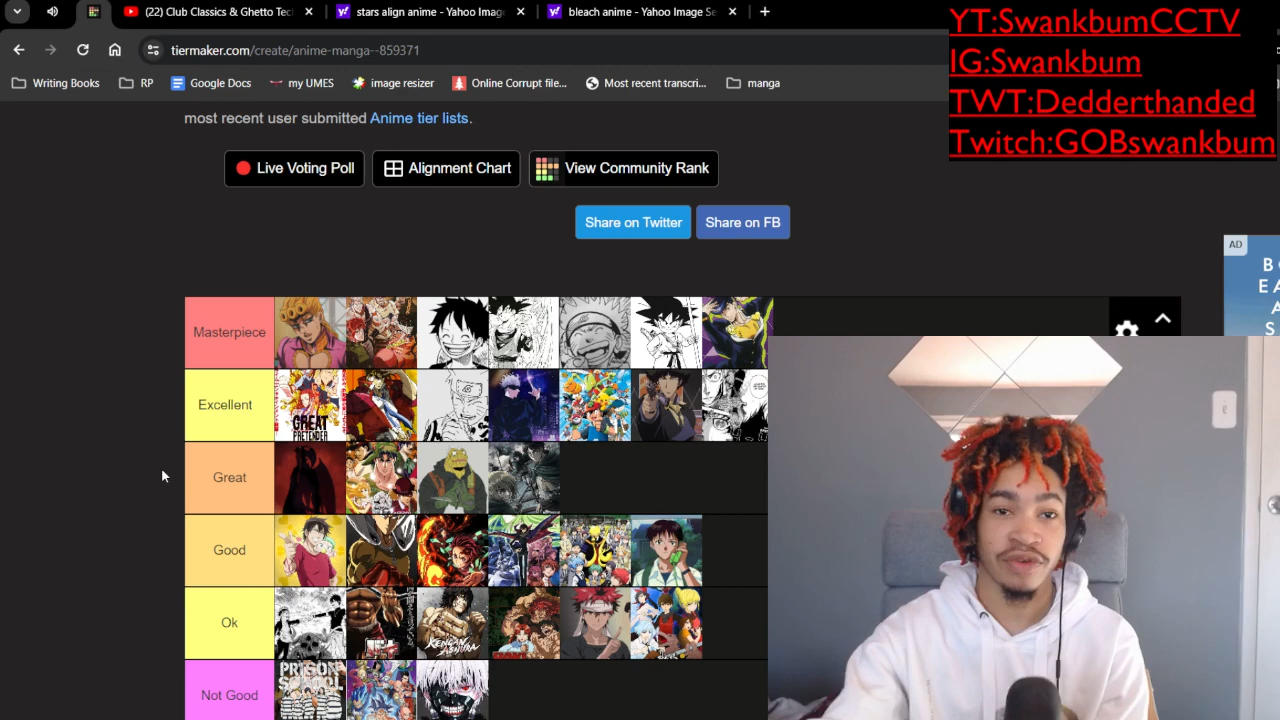 (22) Club Classics & Ghetto Tec
stars align anime - Yahoo Imag
bleach anime - Yahoo Image Se
tiermaker.com/create/anime-manga--859371
Writing Books
RP
Google Docs
my UMES
image resizer
Online Corrupt file...
Most recent transcri...
manga
YT:SwankbumCCTV
IG:Swankbum
TWT:Dedderthanded
Twitch:GOBswankbum
most recent user submitted Anime tier lists.
Live Voting Poll
Alignment Chart
View Community Rank
Share on Twitter
Share on FB
AD
Masterpiece
Excellent
GREAT
PRETENDER
Great
Good
Ok
KENGAN
ASHURA
Not Good
PRISON